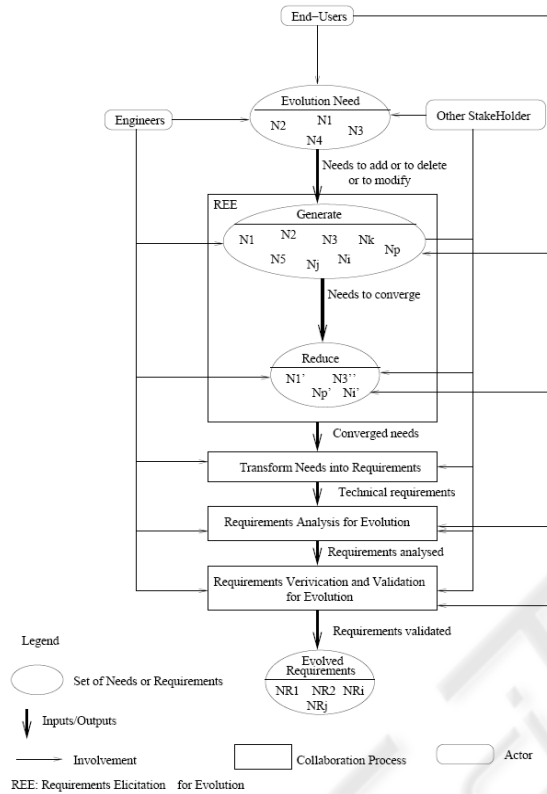 End-Users
Evolution Need
N2 N1 N3
N4
Engineers
Other StakeHolder
Needs to add or to delete
or to modify
REE
Generate
N1 N2 N3 Nk Np
N5 Nj Ni
Needs to converge
Reduce
N1' N3''
Np' Ni'
Converged needs
Transform Needs into Requirements
Technical requirements
Requirements Analysis for Evolution
Requirements analysed
Requirements Verivication and Validation
for Evolution
Requirements validated
Evolved
Requirements
NR1 NR2 NRi
NRj
Legend
Set of Needs or Requirements
Inputs/Outputs
Involvement
Collaboration Process
Actor
REE: Requirements Elicitation for Evolution